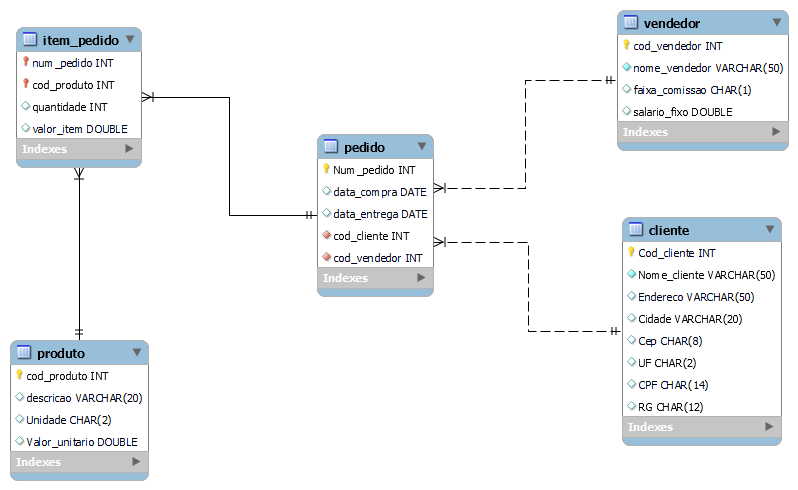 item_pedido
num_pedido INT
cod_produto INT
quantidade INT
valor_item DOUBLE
Indexes
vendedor
cod_vendedor INT
nome_vendedor VARCHAR(50)
faixa_comissao CHAR(1)
salario_fixo DOUBLE
Indexes
pedido
Num_pedido INT
data_compra DATE
data_entrega DATE
cod_cliente INT
cod_vendedor INT
Indexes
cliente
Cod_cliente INT
Nome_cliente VARCHAR(50)
Endereco VARCHAR(50)
Cidade VARCHAR(20)
Cep CHAR(8)
UF CHAR(2)
CPF CHAR(14)
RG CHAR(12)
Indexes
produto
cod_produto INT
descricao VARCHAR(20)
Unidade CHAR(2)
Valor_unitario DOUBLE
Indexes